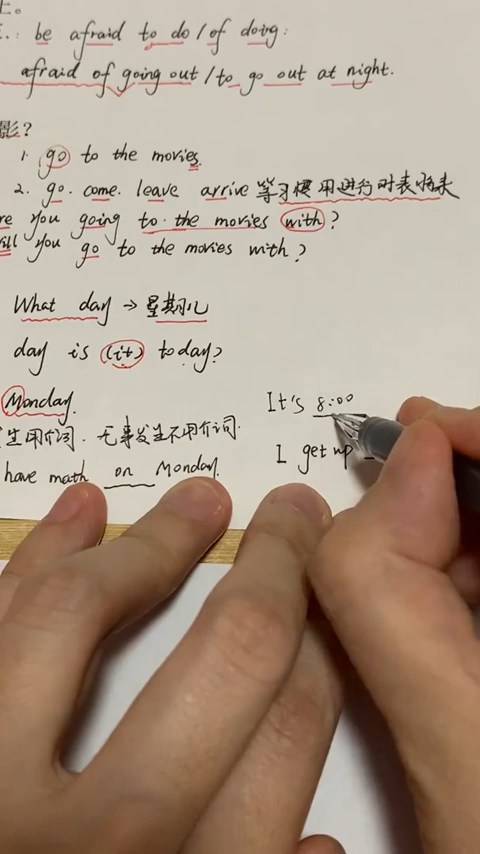 上。
be afraid to do / of doing:
afraid of going out / to go out at night.
影?
1. go to the movies
2. go. come. leave arrive 等习惯用进行时表将来
re you going to the movies with ?
ill you go to the movies with ?
What day → 星期几
day is (it) today?
Monday.
It's 8:00
生用介词. 无事发生不用介词.
I get up
have math on Monday.